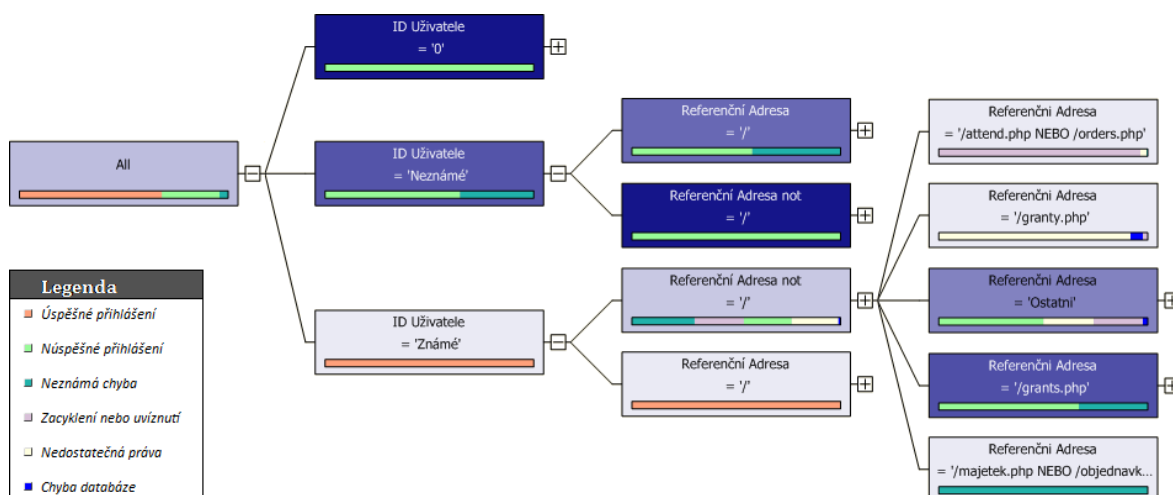 All
ID Uživatele
= '0'
ID Uživatele
= 'Neznámé'
ID Uživatele
= 'Známé'
Referenční Adresa
= '/'
Referenční Adresa not
= '/'
Referenční Adresa not
= '/'
Referenční Adresa
= '/'
Referenčni Adresa
= '/attend.php NEBO /orders.php'
Referenční Adresa
= '/granty.php'
Referenční Adresa
= 'Ostatni'
Referenční Adresa
= '/grants.php'
Referenčni Adresa
= '/majetek.php NEBO /objednavk...
Legenda
Úspěšné přihlášení
Núspěšné přihlášení
Neznámá chyba
Zacyklení nebo uvíznutí
Nedostatečná práva
Chyba databáze